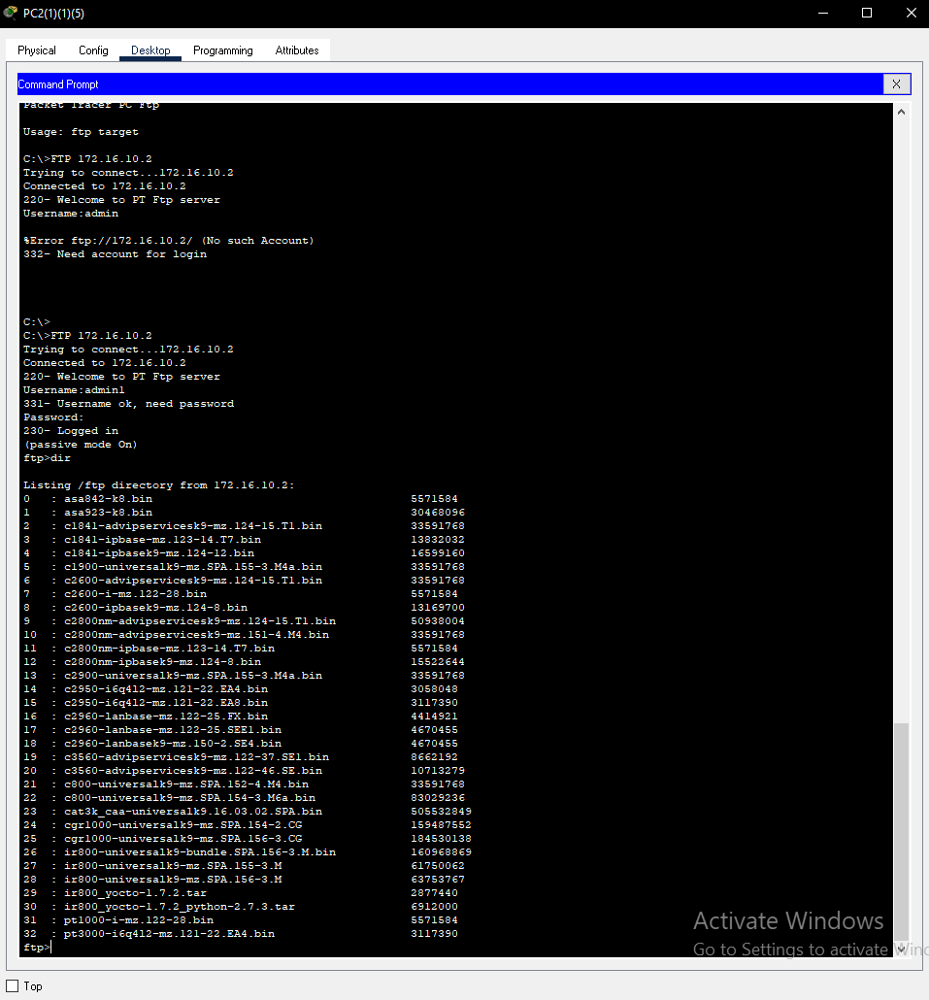 PC2(1)(1)(5)
Physical Config Desktop Programming Attributes
Command Prompt X
Packet Tracer PC Ftp
Usage: ftp target
C:\>FTP 172.16.10.2
Trying to connect...172.16.10.2
Connected to 172.16.10.2
220- Welcome to PT Ftp server
Username:admin
%Error ftp://172.16.10.2/ (No such Account)
332- Need account for login
C:\>
C:\>FTP 172.16.10.2
Trying to connect...172.16.10.2
Connected to 172.16.10.2
220- Welcome to PT Ftp server
Username:admin1
331- Username ok, need password
Password:
230- Logged in
(passive mode On)
ftp>dir
Listing /ftp directory from 172.16.10.2:
0 : asa842-k8.bin 5571584
1 : asa923-k8.bin 30468096
2 : c1841-advipservicesk9-mz.124-15.T1.bin 33591768
3 : c1841-ipbase-mz.123-14.T7.bin 13832032
4 : c1841-ipbasek9-mz.124-12.bin 16599160
5 : c1900-universalk9-mz.SPA.155-3.M4a.bin 33591768
6 : c2600-advipservicesk9-mz.124-15.T1.bin 33591768
7 : c2600-i-mz.122-28.bin 5571584
8 : c2600-ipbasek9-mz.124-8.bin 13169700
9 : c2800nm-advipservicesk9-mz.124-15.T1.bin 50938004
10 : c2800nm-advipservicesk9-mz.151-4.M4.bin 33591768
11 : c2800nm-ipbase-mz.123-14.T7.bin 5571584
12 : c2800nm-ipbasek9-mz.124-8.bin 15522644
13 : c2900-universalk9-mz.SPA.155-3.M4a.bin 33591768
14 : c2950-i6q4l2-mz.121-22.EA4.bin 3058048
15 : c2950-i6q4l2-mz.121-22.EA8.bin 3117390
16 : c2960-lanbase-mz.122-25.FX.bin 4414921
17 : c2960-lanbase-mz.122-25.SEE1.bin 4670455
18 : c2960-lanbasek9-mz.150-2.SE4.bin 4670455
19 : c3560-advipservicesk9-mz.122-37.SE1.bin 8662192
20 : c3560-advipservicesk9-mz.122-46.SE.bin 10713279
21 : c800-universalk9-mz.SPA.152-4.M4.bin 33591768
22 : c800-universalk9-mz.SPA.154-3.M6a.bin 83029236
23 : cat3k_caa-universalk9.16.03.02.SPA.bin 505532849
24 : cgr1000-universalk9-mz.SPA.154-2.CG 159487552
25 : cgr1000-universalk9-mz.SPA.156-3.CG 184530138
26 : ir800-universalk9-bundle.SPA.156-3.M.bin 160968869
27 : ir800-universalk9-mz.SPA.155-3.M 61750062
28 : ir800-universalk9-mz.SPA.156-3.M 63753767
29 : ir800_yocto-1.7.2.tar 2877440
30 : ir800_yocto-1.7.2_python-2.7.3.tar 6912000
31 : pt1000-i-mz.122-28.bin 5571584
32 : pt3000-i6q4l2-mz.121-22.EA4.bin 3117390
ftp>
Activate Windows
Go to Settings to activate Windc
Top